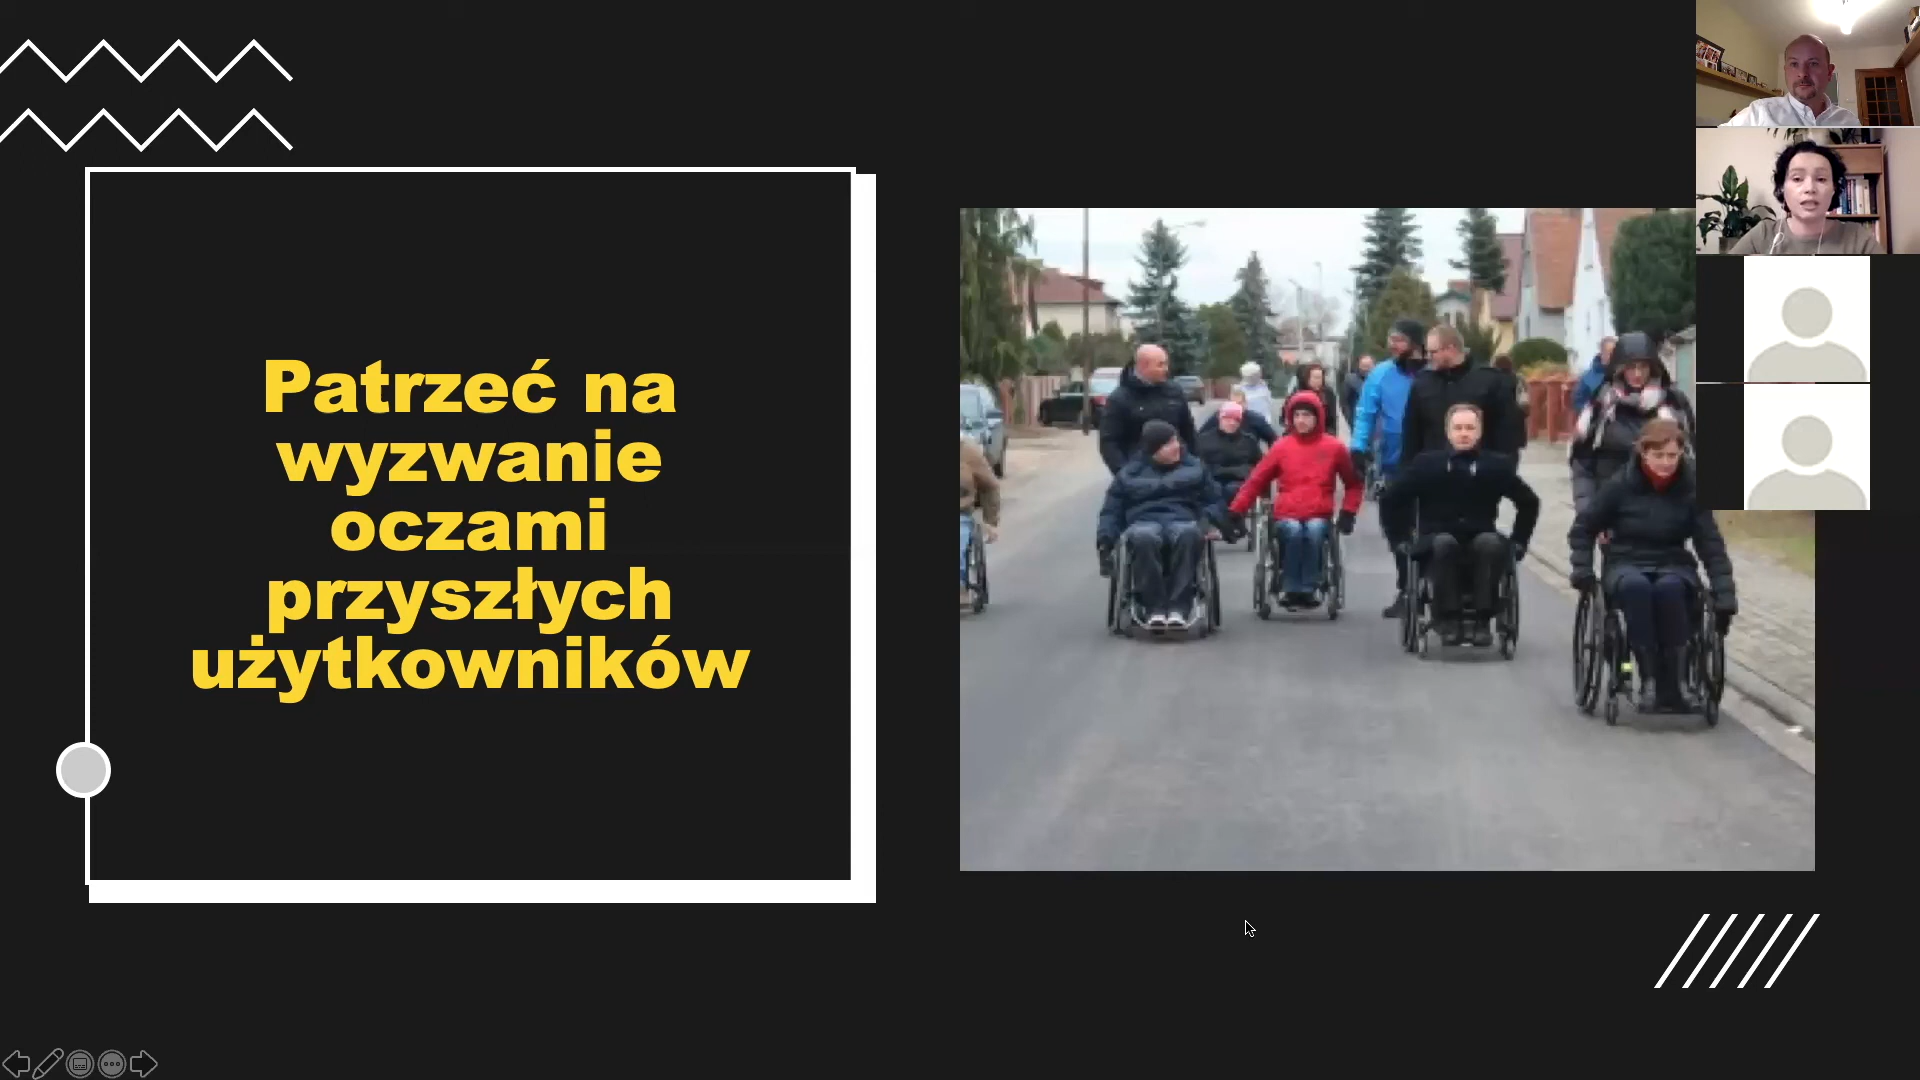 Patrzeć na
wyzwanie
oczami
przyszłych
użytkowników